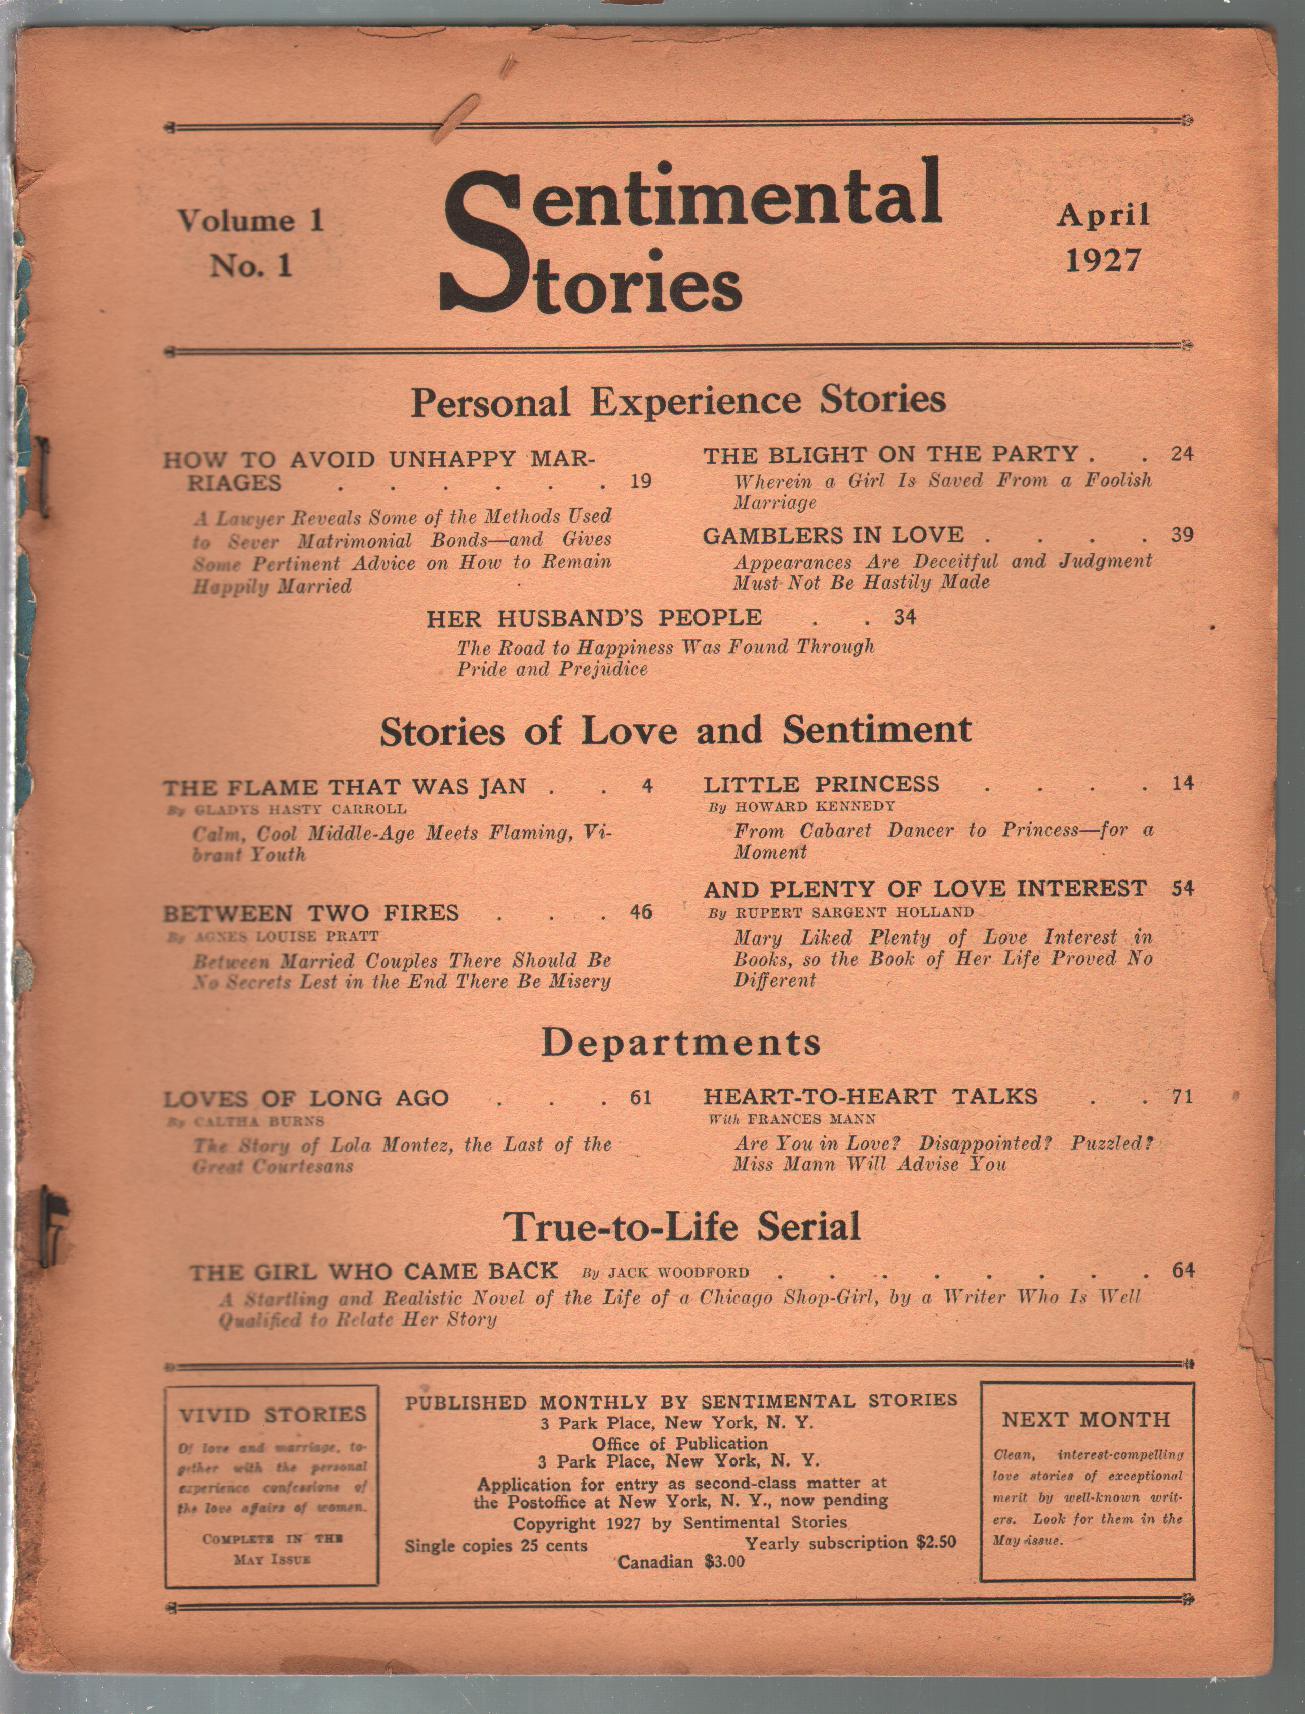 Volume 1
No. 1
Sentimental
Stories
April
1927
Personal Experience Stories
HOW TO AVOID UNHAPPY MAR-
RIAGES . . . . . . 19
A Lawyer Reveals Some of the Methods Used
to Sever Matrimonial Bonds—and Gives
Some Pertinent Advice on How to Remain
Happily Married
THE BLIGHT ON THE PARTY . . 24
Wherein a Girl Is Saved From a Foolish
Marriage
GAMBLERS IN LOVE . . . . 39
Appearances Are Deceitful and Judgment
Must Not Be Hastily Made
HER HUSBAND'S PEOPLE . . 34
The Road to Happiness Was Found Through
Pride and Prejudice
Stories of Love and Sentiment
THE FLAME THAT WAS JAN . . 4
By GLADYS HASTY CARROLL
Calm, Cool Middle-Age Meets Flaming, Vi-
brant Youth
BETWEEN TWO FIRES . . . 46
By AGNES LOUISE PRATT
Between Married Couples There Should Be
No Secrets Lest in the End There Be Misery
LITTLE PRINCESS . . . . 14
By HOWARD KENNEDY
From Cabaret Dancer to Princess—for a
Moment
AND PLENTY OF LOVE INTEREST 54
By RUPERT SARGENT HOLLAND
Mary Liked Plenty of Love Interest in
Books, so the Book of Her Life Proved No
Different
Departments
LOVES OF LONG AGO . . . 61
By CALTHA BURNS
The Story of Lola Montez, the Last of the
Great Courtesans
HEART-TO-HEART TALKS . . 71
With FRANCES MANN
Are You in Love? Disappointed? Puzzled?
Miss Mann Will Advise You
True-to-Life Serial
THE GIRL WHO CAME BACK By JACK WOODFORD . . . . . . . . 64
A Startling and Realistic Novel of the Life of a Chicago Shop-Girl, by a Writer Who Is Well
Qualified to Relate Her Story
VIVID STORIES
Of love and marriage, to-
gether with the personal
experience confessions of
the love affairs of women.
COMPLETE IN THE
MAY ISSUE
PUBLISHED MONTHLY BY SENTIMENTAL STORIES
3 Park Place, New York, N. Y.
Office of Publication
3 Park Place, New York, N. Y.
Application for entry as second-class matter at
the Postoffice at New York, N. Y., now pending
Copyright 1927 by Sentimental Stories
Single copies 25 cents Yearly subscription $2.50
Canadian $3.00
NEXT MONTH
Clean, interest-compelling
love stories of exceptional
merit by well-known writ-
ers. Look for them in the
May issue.